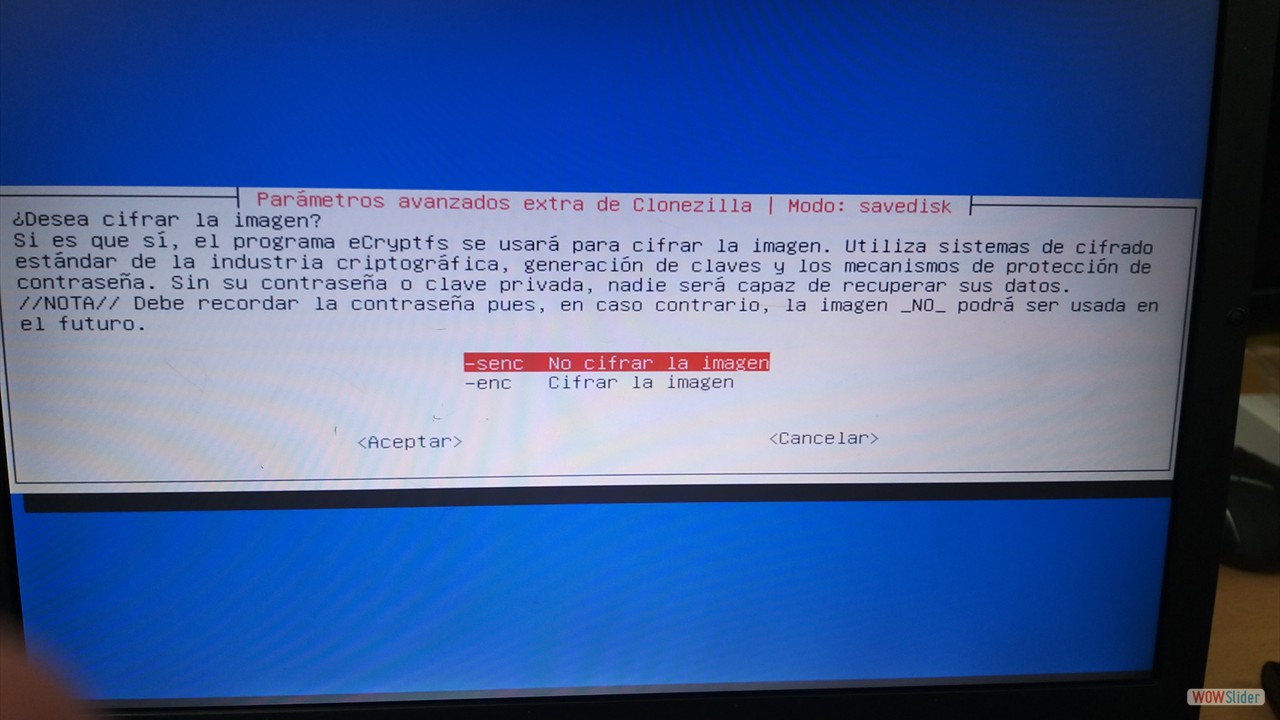 Parámetros avanzados extra de Clonezilla | Modo: savedisk
¿Desea cifrar la imagen?
Si es que sí, el programa eCryptfs se usará para cifrar la imagen. Utiliza sistemas de cifrado
estándar de la industria criptográfica, generación de claves y los mecanismos de protección de
contraseña. Sin su contraseña o clave privada, nadie será capaz de recuperar sus datos.
//NOTA// Debe recordar la contraseña pues, en caso contrario, la imagen _NO_ podrá ser usada en
el futuro.
-senc No cifrar la imagen
-enc Cifrar la imagen
<Aceptar> <Cancelar>
WOWSlider